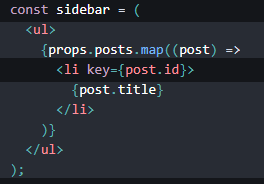 const sidebar = (
  <ul>
    {props.posts.map((post) =>
      <li key={post.id}>
        {post.title}
      </li>
    )}
  </ul>
);